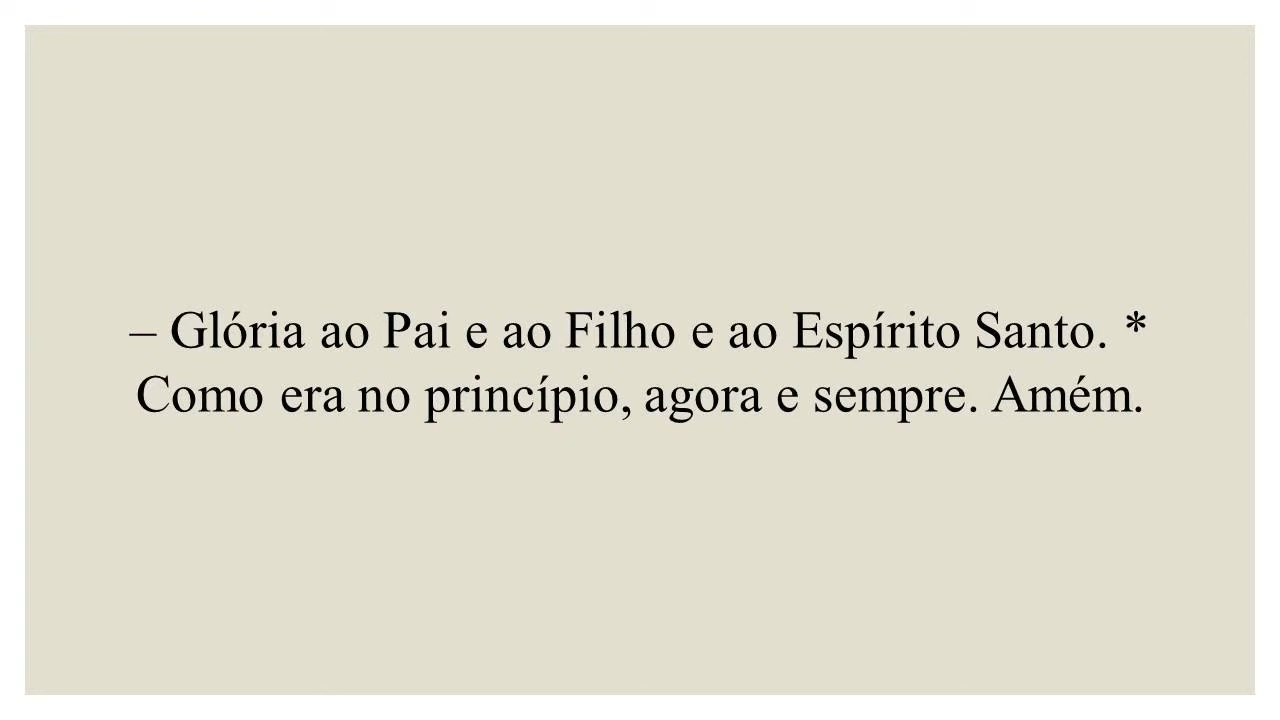 – Glória ao Pai e ao Filho e ao Espírito Santo. *
Como era no princípio, agora e sempre. Amém.